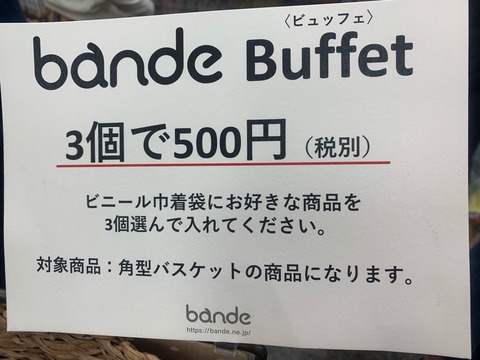 〈ビュッフェ〉
bande Buffet
3個で500円（税別）
ビニール巾着袋にお好きな商品を
3個選んで入れてください。
対象商品：角型バスケットの商品になります。
bande
https://bande.ne.jp/